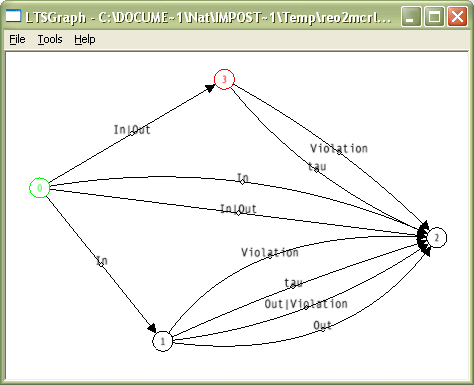 LTSGraph - C:\DOCUME~1\Nat\IMPOST~1\Temp\reo2mcrl...
File Tools Help
3
In|Out
Violation
tau
In
0
In|Out
2
Violation
In
tau
Out|Violation
Out
1